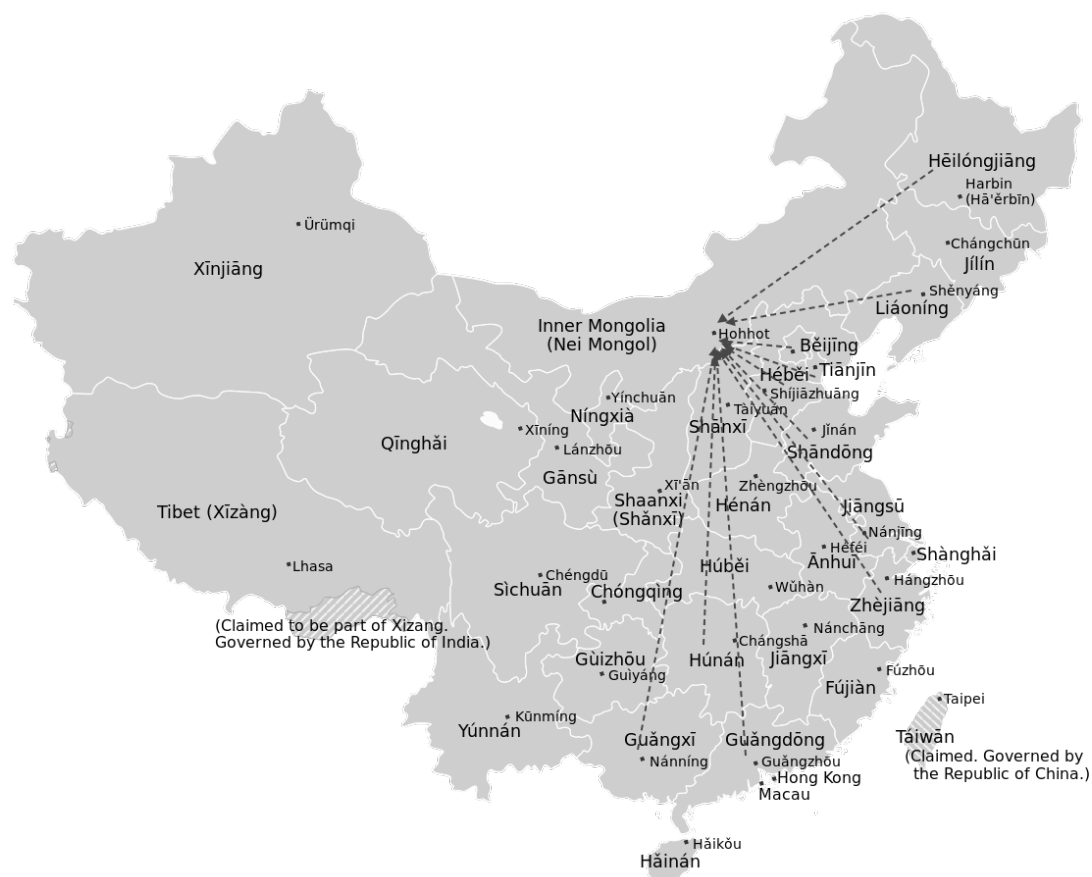 Hēilóngjiāng
Harbin
(Hā'ěrbīn)
Ürümqi
Chángchūn
Jílín
Xīnjiāng
Shěnyáng
Liáoníng
Inner Mongolia
(Nei Mongol)
Hohhot
Běijīng
Tiānjīn
Héběi
Shíjiāzhuāng
Yínchuān
Níngxià
Tàiyuán
Shānxī
Xīníng
Jǐnán
Qīnghǎi
Lánzhōu
Shāndōng
Gānsù
Xī'ān
Zhèngzhōu
Shaanxi
(Shǎnxī)
Hénán
Jiāngsū
Tibet (Xīzàng)
Nánjīng
Héféi
Shànghǎi
Ānhuī
Lhasa
Chéngdū
Húběi
Hángzhōu
Sìchuān
Chóngqìng
Wǔhàn
Zhèjiāng
(Claimed to be part of Xizang.
Governed by the Republic of India.)
Nánchāng
Chángshā
Gùizhōu
Húnán
Jiāngxī
Guìyáng
Fúzhōu
Fújiàn
Taipei
Kūnmíng
Yúnnán
Guǎngxī
Guǎngdōng
Táiwān
(Claimed. Governed by
the Republic of China.)
Nánníng
Guǎngzhōu
Hong Kong
Macau
Hǎikǒu
Hǎinán